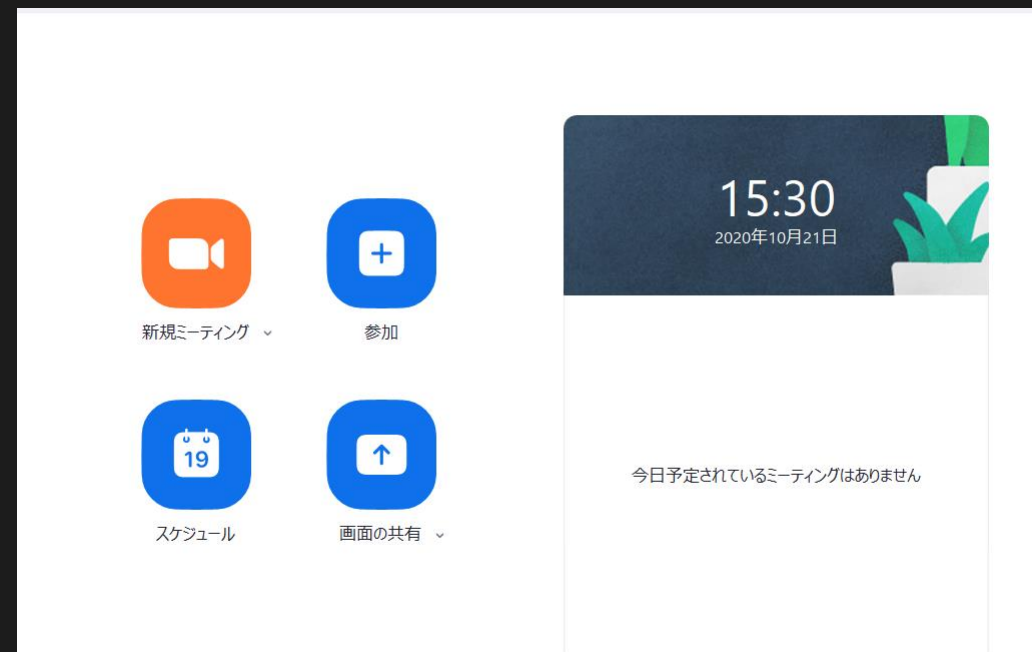 新規ミーティング
参加
19
スケジュール
画面の共有
15:30
2020年10月21日
今日予定されているミーティングはありません